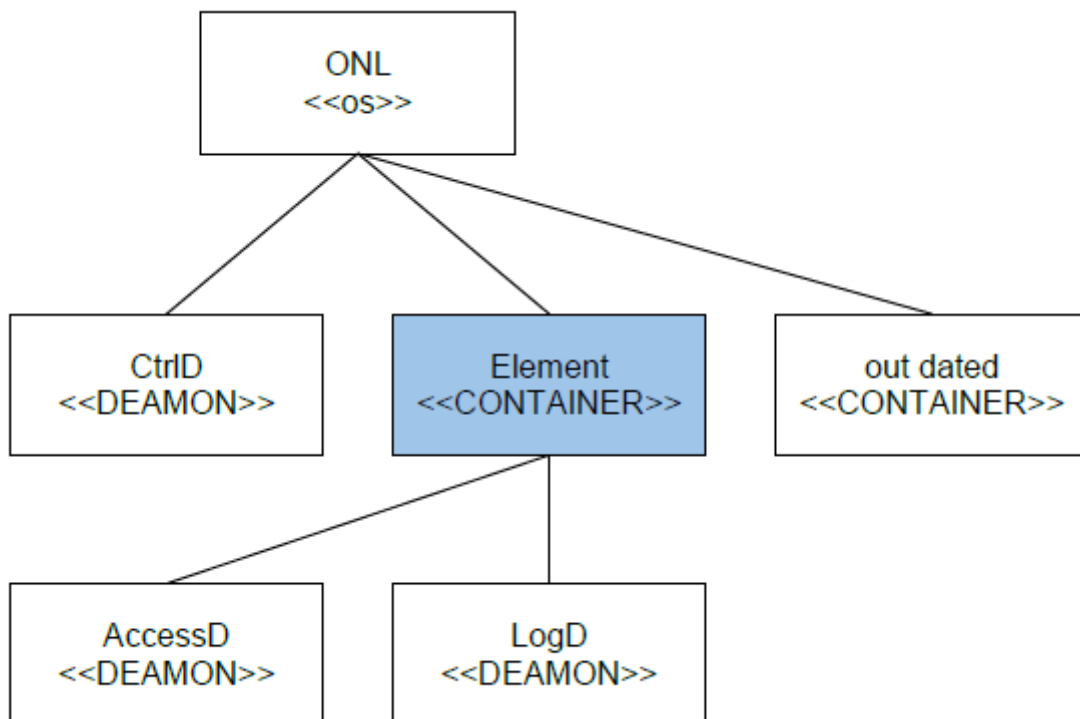 ONL
<<os>>
CtrlD
<<DEAMON>>
Element
<<CONTAINER>>
out dated
<<CONTAINER>>
AccessD
<<DEAMON>>
LogD
<<DEAMON>>